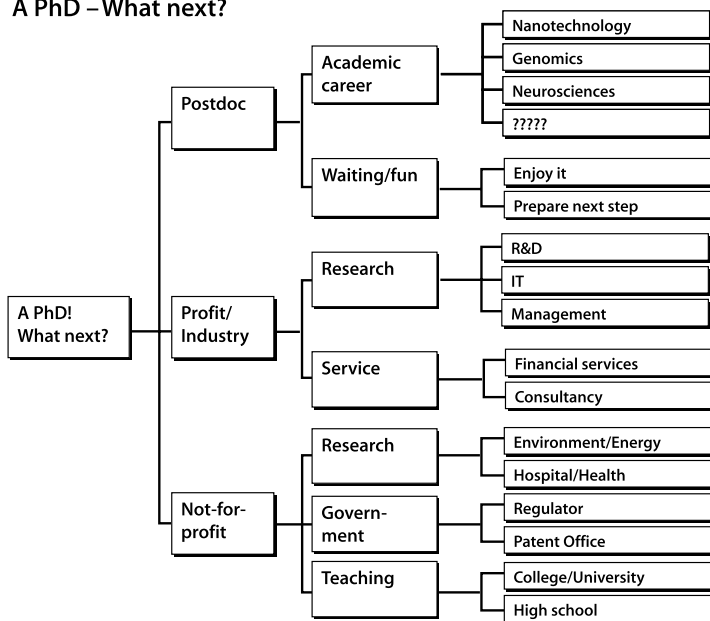 A PhD – What next?
Nanotechnology
Academic
career
Genomics
Postdoc
Neurosciences
?????
Waiting/fun
Enjoy it
Prepare next step
R&D
Research
IT
A PhD!
What next?
Profit/
Industry
Management
Service
Financial services
Consultancy
Research
Environment/Energy
Hospital/Health
Not-for-
profit
Govern-
ment
Regulator
Patent Office
Teaching
College/University
High school